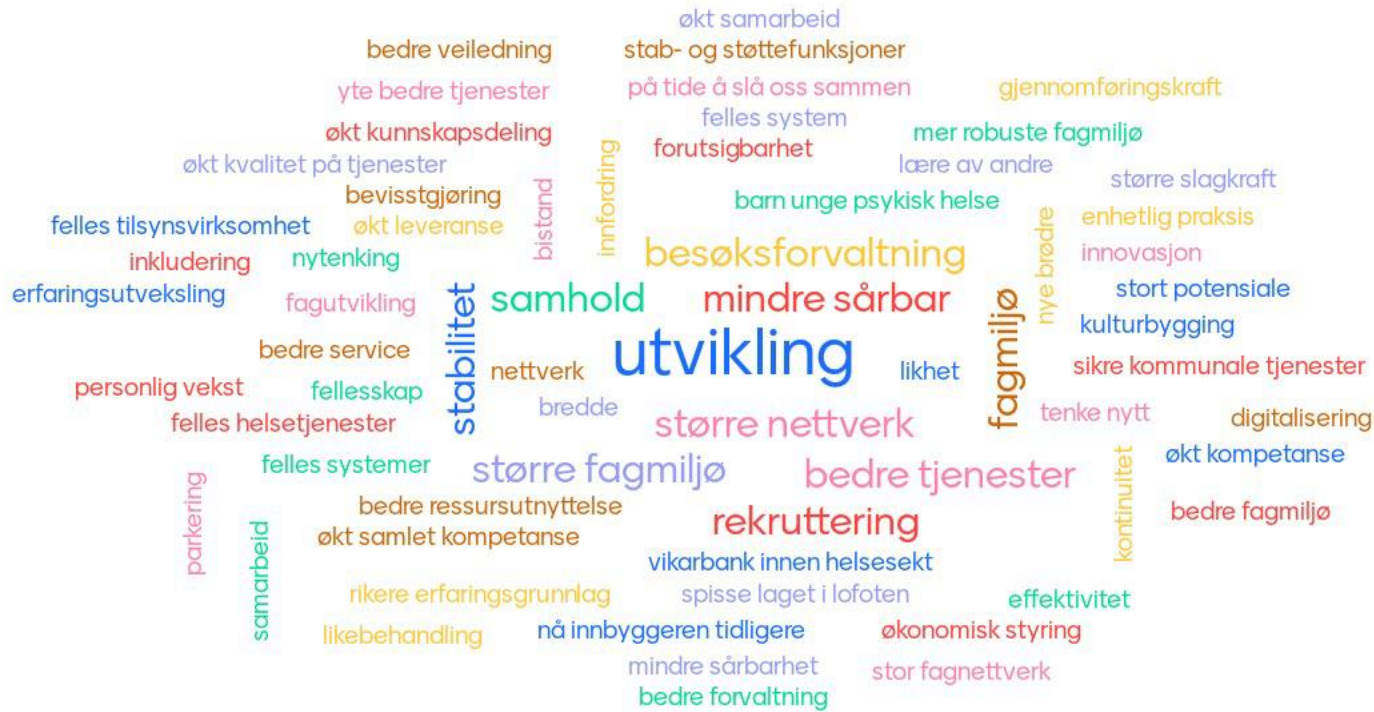 økt samarbeid
bedre veiledning
stab- og støttefunksjoner
yte bedre tjenester
på tide å slå oss sammen
gjennomføringskraft
felles system
økt kunnskapsdeling
forutsigbarhet
mer robuste fagmiljø
økt kvalitet på tjenester
innfordring
lære av andre
større slagkraft
bevisstgjøring
bistand
barn unge psykisk helse
felles tilsynsvirksomhet
økt leveranse
nye brødre
enhetlig praksis
inkludering
nytenking
besøksforvaltning
innovasjon
erfaringsutveksling
fagutvikling
stabilitet
samhold
mindre sårbar
fagmiljø
stort potensiale
kulturbygging
bedre service
nettverk
utvikling
likhet
sikre kommunale tjenester
personlig vekst
fellesskap
bredde
tenke nytt
digitalisering
felles helsetjenester
større nettverk
felles systemer
større fagmiljø
bedre tjenester
kontinuitet
økt kompetanse
parkering
bedre ressursutnyttelse
rekruttering
bedre fagmiljø
samarbeid
økt samlet kompetanse
vikarbank innen helsesekt
rikere erfaringsgrunnlag
spisse laget i lofoten
effektivitet
likebehandling
nå innbyggeren tidligere
økonomisk styring
mindre sårbarhet
stor fagnettverk
bedre forvaltning